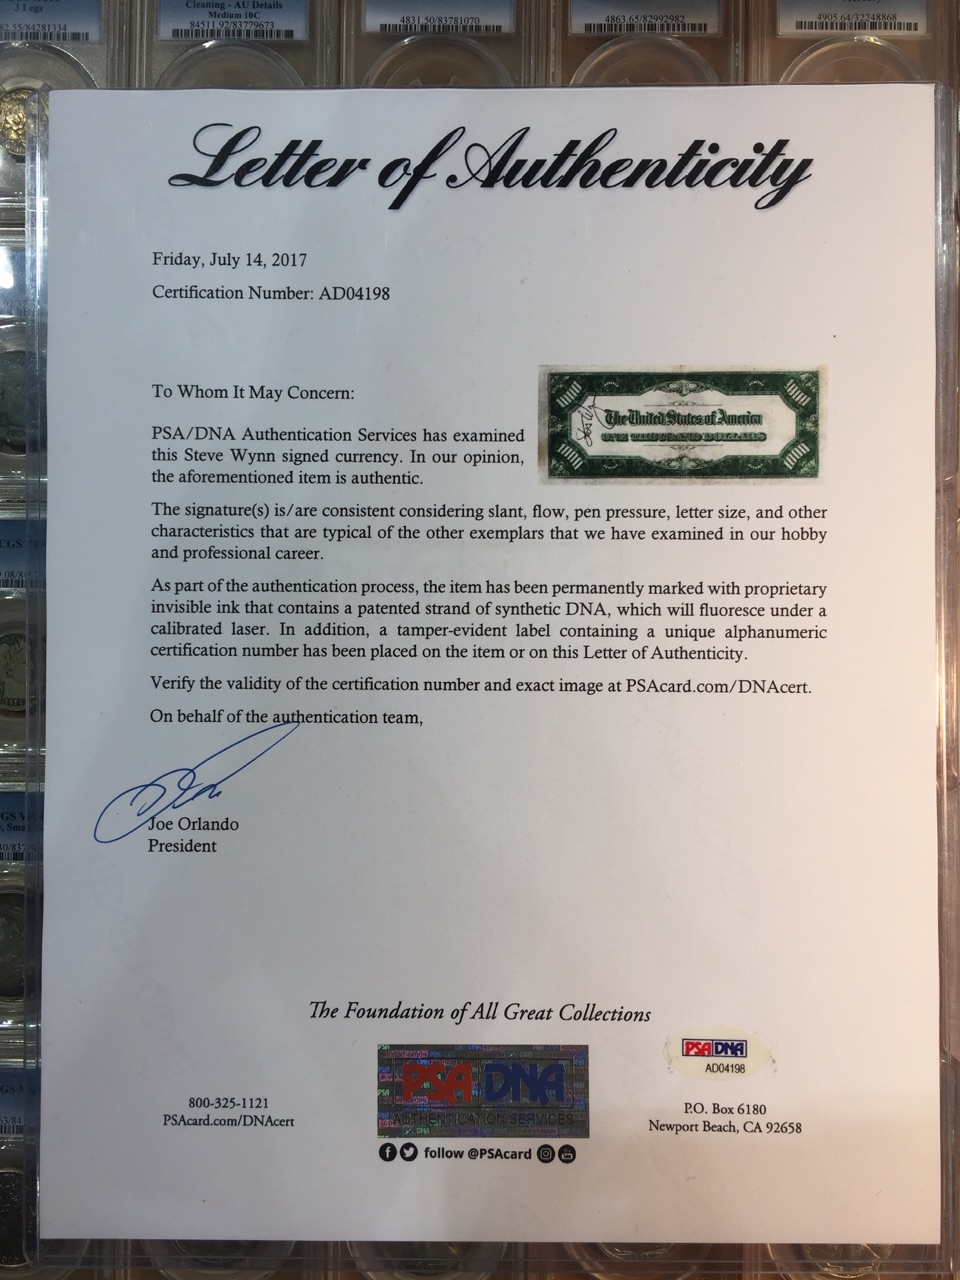 J Legs
82.55/84281334
Cleaning - AU Details
Medium 10C
84511.92/83779673
4831.50/83781070
4863.65/82992982
4905.64/32248868
Letter of Authenticity
Friday, July 14, 2017
Certification Number: AD04198
To Whom It May Concern:
1000
1000
The United States of America
ONE THOUSAND DOLLARS
1000
1000
PSA/DNA Authentication Services has examined
this Steve Wynn signed currency. In our opinion,
the aforementioned item is authentic.
The signature(s) is/are consistent considering slant, flow, pen pressure, letter size, and other
characteristics that are typical of the other exemplars that we have examined in our hobby
and professional career.
As part of the authentication process, the item has been permanently marked with proprietary
invisible ink that contains a patented strand of synthetic DNA, which will fluoresce under a
calibrated laser. In addition, a tamper-evident label containing a unique alphanumeric
certification number has been placed on the item or on this Letter of Authenticity.
Verify the validity of the certification number and exact image at PSAcard.com/DNAcert.
On behalf of the authentication team,
Joe Orlando
President
The Foundation of All Great Collections
PSA DNA
AUTHENTICATION SERVICES
PSA DNA
AD04198
800-325-1121
PSAcard.com/DNAcert
P.O. Box 6180
Newport Beach, CA 92658
follow @PSAcard